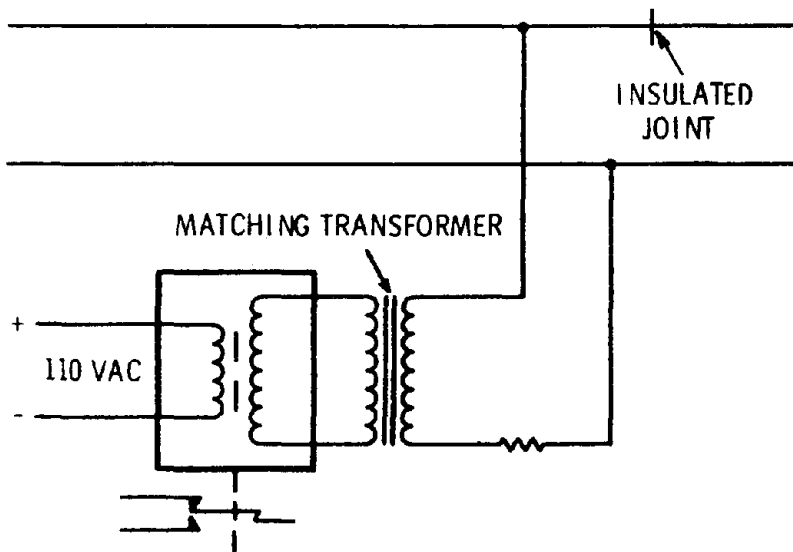 INSULATED
JOINT
MATCHING TRANSFORMER
+
110 VAC
-